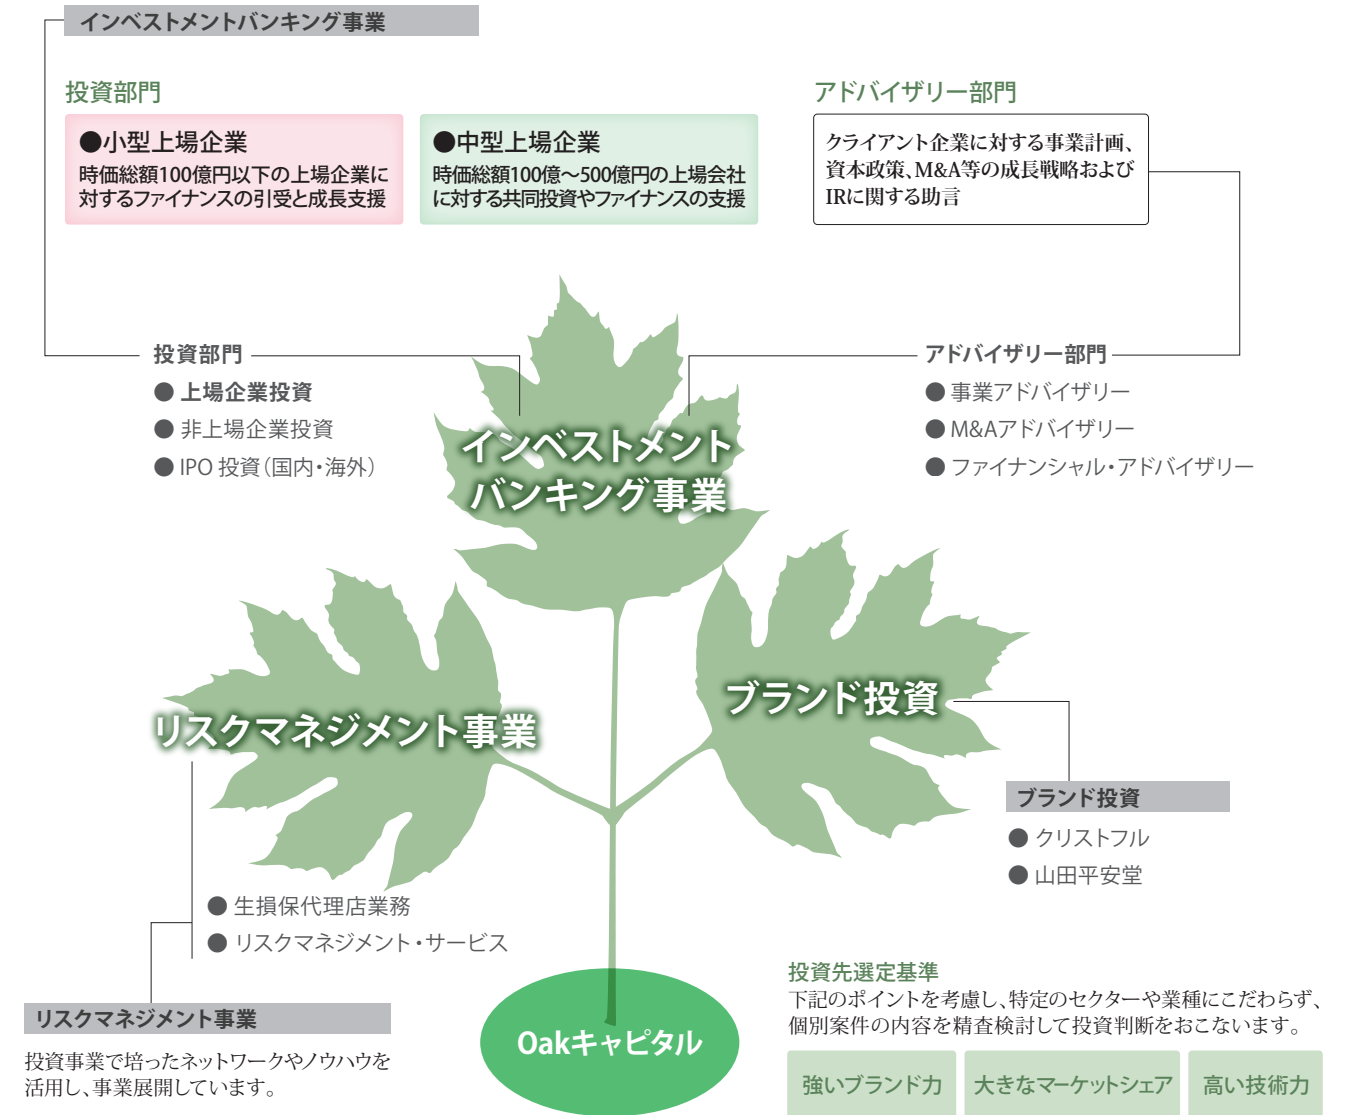 インベストメントバンキング事業
投資部門
●小型上場企業
時価総額100億円以下の上場企業に
対するファイナンスの引受と成長支援
●中型上場企業
時価総額100億～500億円の上場会社
に対する共同投資やファイナンスの支援
アドバイザリー部門
クライアント企業に対する事業計画、
資本政策、M&A等の成長戦略および
IRに関する助言
投資部門
● 上場企業投資
● 非上場企業投資
● IPO 投資（国内・海外）
アドバイザリー部門
● 事業アドバイザリー
● M&Aアドバイザリー
● ファイナンシャル・アドバイザリー
インベストメント
バンキング事業
リスクマネジメント事業
ブランド投資
ブランド投資
● クリストフル
● 山田平安堂
● 生損保代理店業務
● リスクマネジメント・サービス
リスクマネジメント事業
投資事業で培ったネットワークやノウハウを
活用し、事業展開しています。
Oakキャピタル
投資先選定基準
下記のポイントを考慮し、特定のセクターや業種にこだわらず、
個別案件の内容を精査検討して投資判断をおこないます。
強いブランド力
大きなマーケットシェア
高い技術力